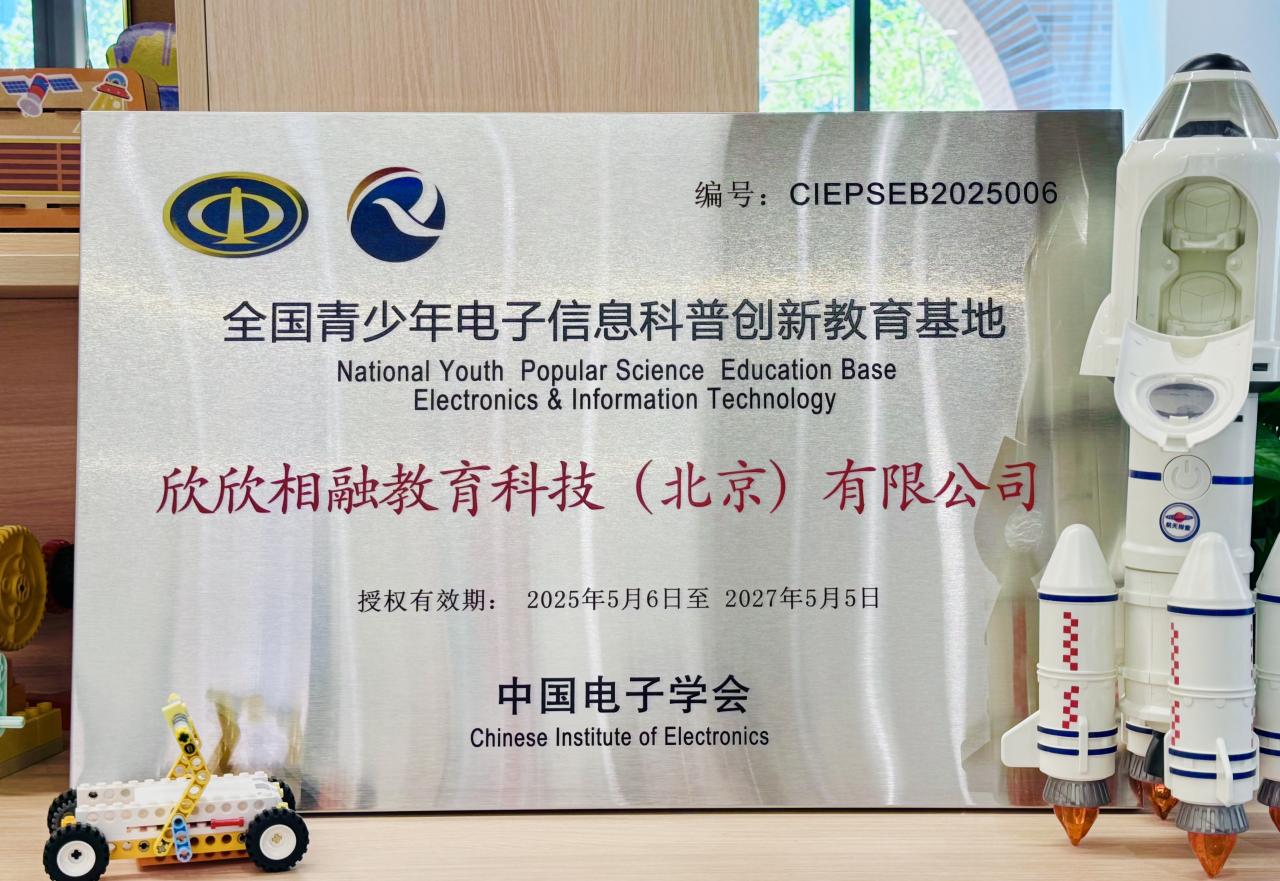 编号：CIEPSEB2025006
全国青少年电子信息科普创新教育基地
National Youth Popular Science Education Base
Electronics & Information Technology
欣欣相融教育科技（北京）有限公司
授权有效期： 2025年5月6日至 2027年5月5日
中国电子学会
Chinese Institute of Electronics